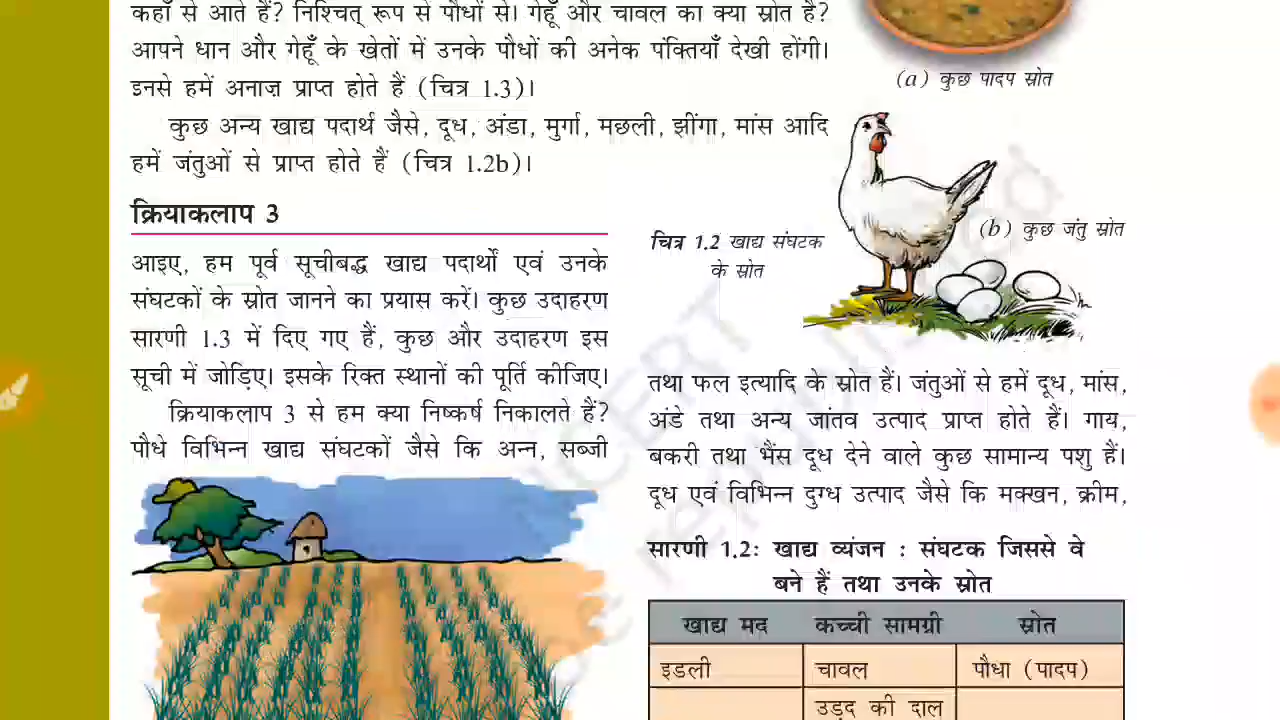 कहाँ से आते हैं? निश्चित् रूप से पौधों से। गेहूँ और चावल का क्या स्रोत है?
आपने धान और गेहूँ के खेतों में उनके पौधों की अनेक पंक्तियाँ देखी होंगी।
इनसे हमें अनाज़ प्राप्त होते हैं (चित्र 1.3)।
कुछ अन्य खाद्य पदार्थ जैसे, दूध, अंडा, मुर्गा, मछली, झींगा, मांस आदि
हमें जंतुओं से प्राप्त होते हैं (चित्र 1.2b)।
क्रियाकलाप 3
आइए, हम पूर्व सूचीबद्ध खाद्य पदार्थों एवं उनके
संघटकों के स्रोत जानने का प्रयास करें। कुछ उदाहरण
सारणी 1.3 में दिए गए हैं, कुछ और उदाहरण इस
सूची में जोड़िए। इसके रिक्त स्थानों की पूर्ति कीजिए।
क्रियाकलाप 3 से हम क्या निष्कर्ष निकालते हैं?
पौधे विभिन्न खाद्य संघटकों जैसे कि अन्न, सब्जी
(a) कुछ पादप स्रोत
(b) कुछ जंतु स्रोत
चित्र 1.2 खाद्य संघटक
के स्रोत
तथा फल इत्यादि के स्रोत हैं। जंतुओं से हमें दूध, मांस,
अंडे तथा अन्य जांतव उत्पाद प्राप्त होते हैं। गाय,
बकरी तथा भैंस दूध देने वाले कुछ सामान्य पशु हैं।
दूध एवं विभिन्न दुग्ध उत्पाद जैसे कि मक्खन, क्रीम,
सारणी 1.2: खाद्य व्यंजन : संघटक जिससे वे
बने हैं तथा उनके स्रोत
खाद्य मद कच्ची सामग्री स्रोत
इडली चावल पौधा (पादप)
उड़द की दाल